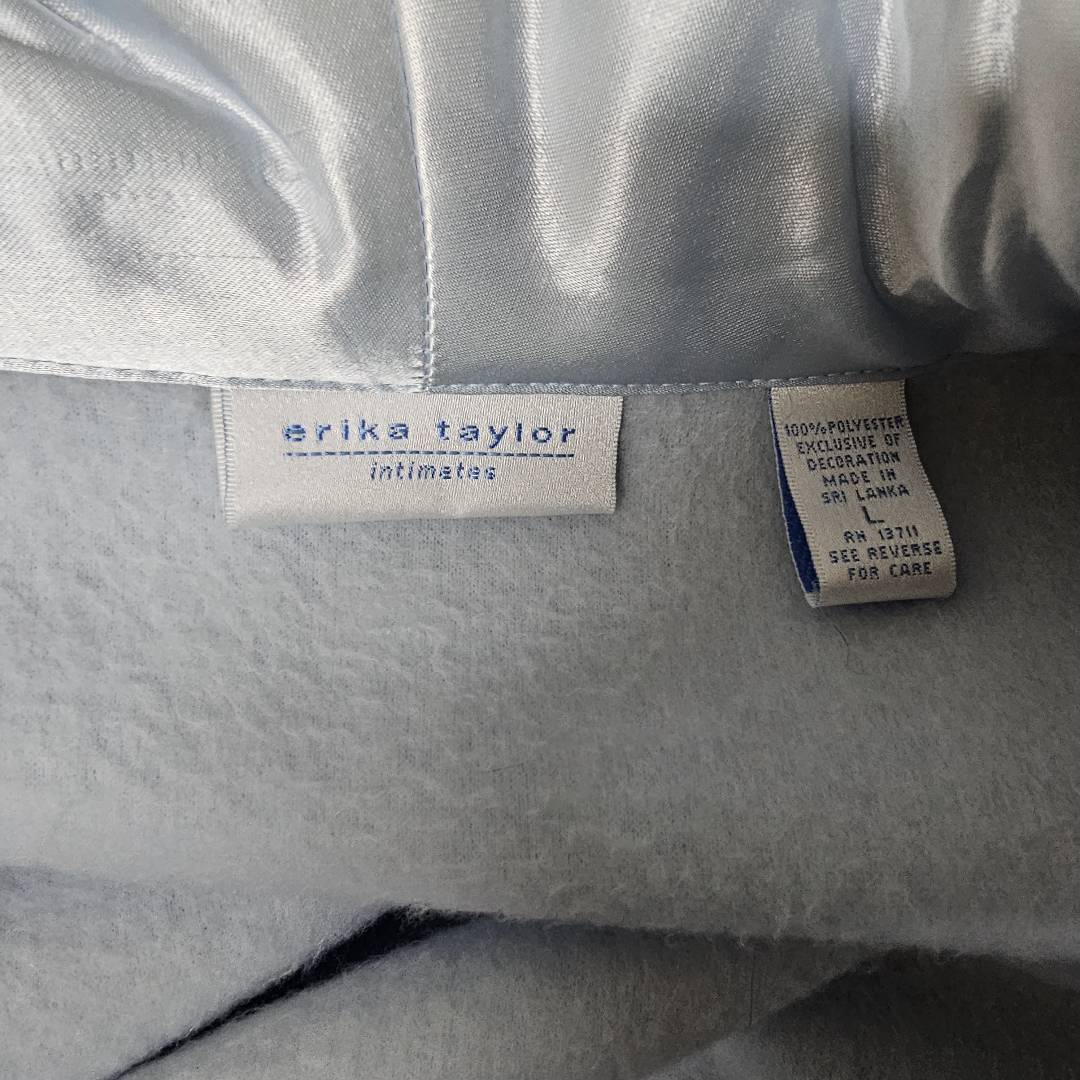 erika taylor
intimates
100% POLYESTER
EXCLUSIVE OF
DECORATION
MADE IN
SRI LANKA
L
RN 13711
SEE REVERSE
FOR CARE